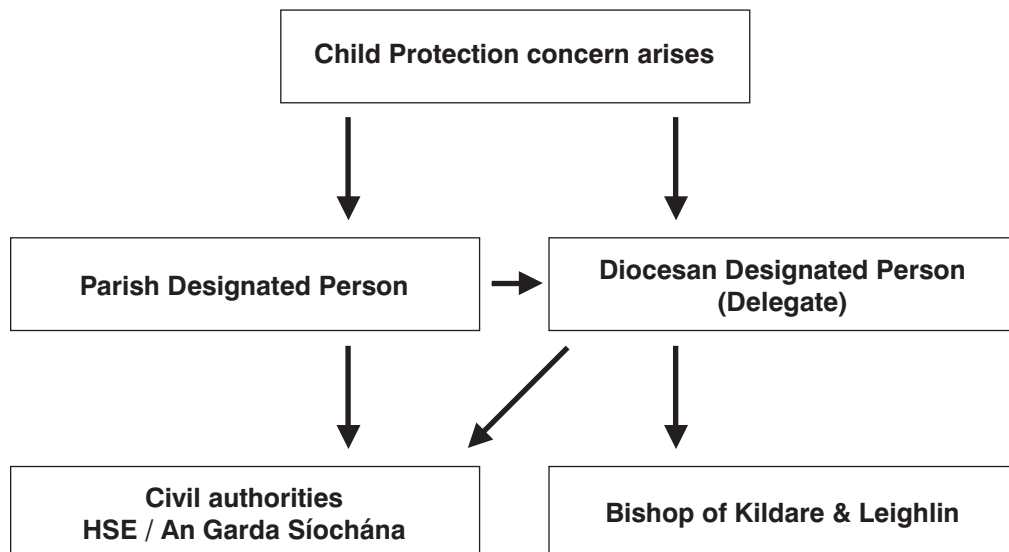 Child Protection concern arises
Parish Designated Person
Diocesan Designated Person
(Delegate)
Civil authorities
HSE / An Garda Síochána
Bishop of Kildare & Leighlin